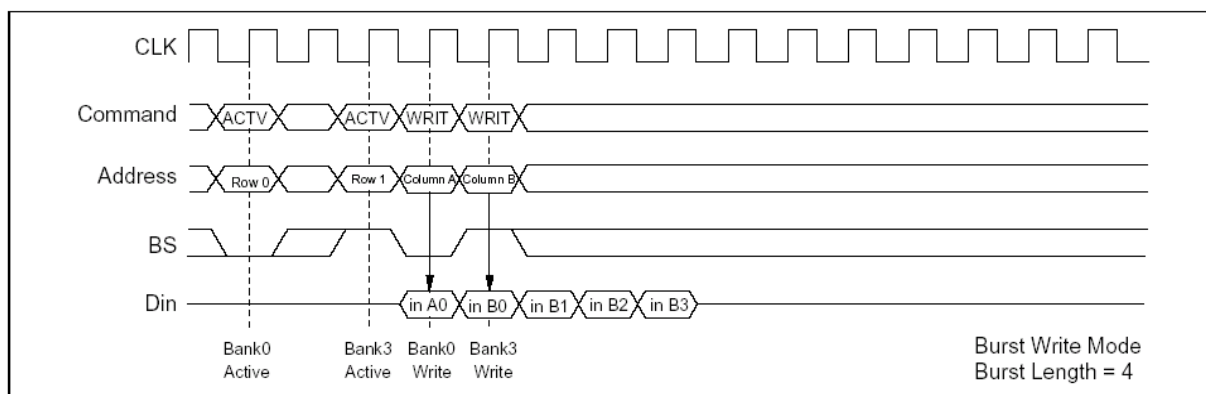 CLK
Command ACTV ACTV WRIT WRIT
Address Row 0 Row 1 Column A Column B
BS
Din in A0 in B0 in B1 in B2 in B3
Bank0 Bank3 Bank0 Bank3
Active Active Write Write
Burst Write Mode
Burst Length = 4